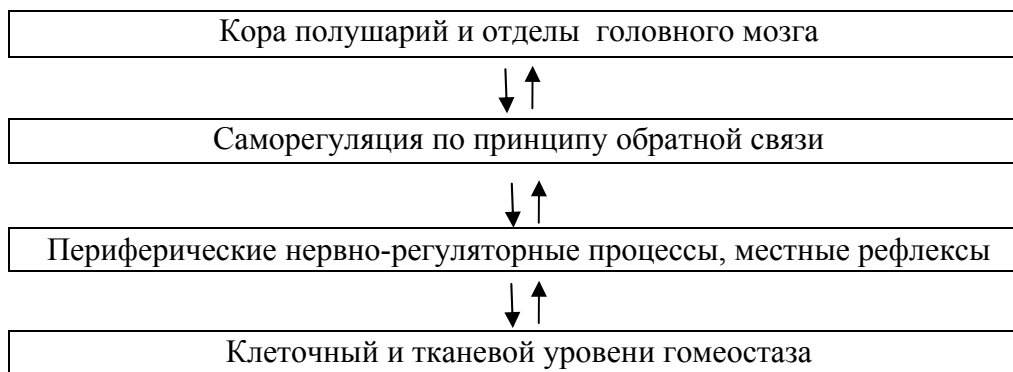 Кора полушарий и отделы головного мозга
Саморегуляция по принципу обратной связи
Периферические нервно-регуляторные процессы, местные рефлексы
Клеточный и тканевой уровени гомеостаза